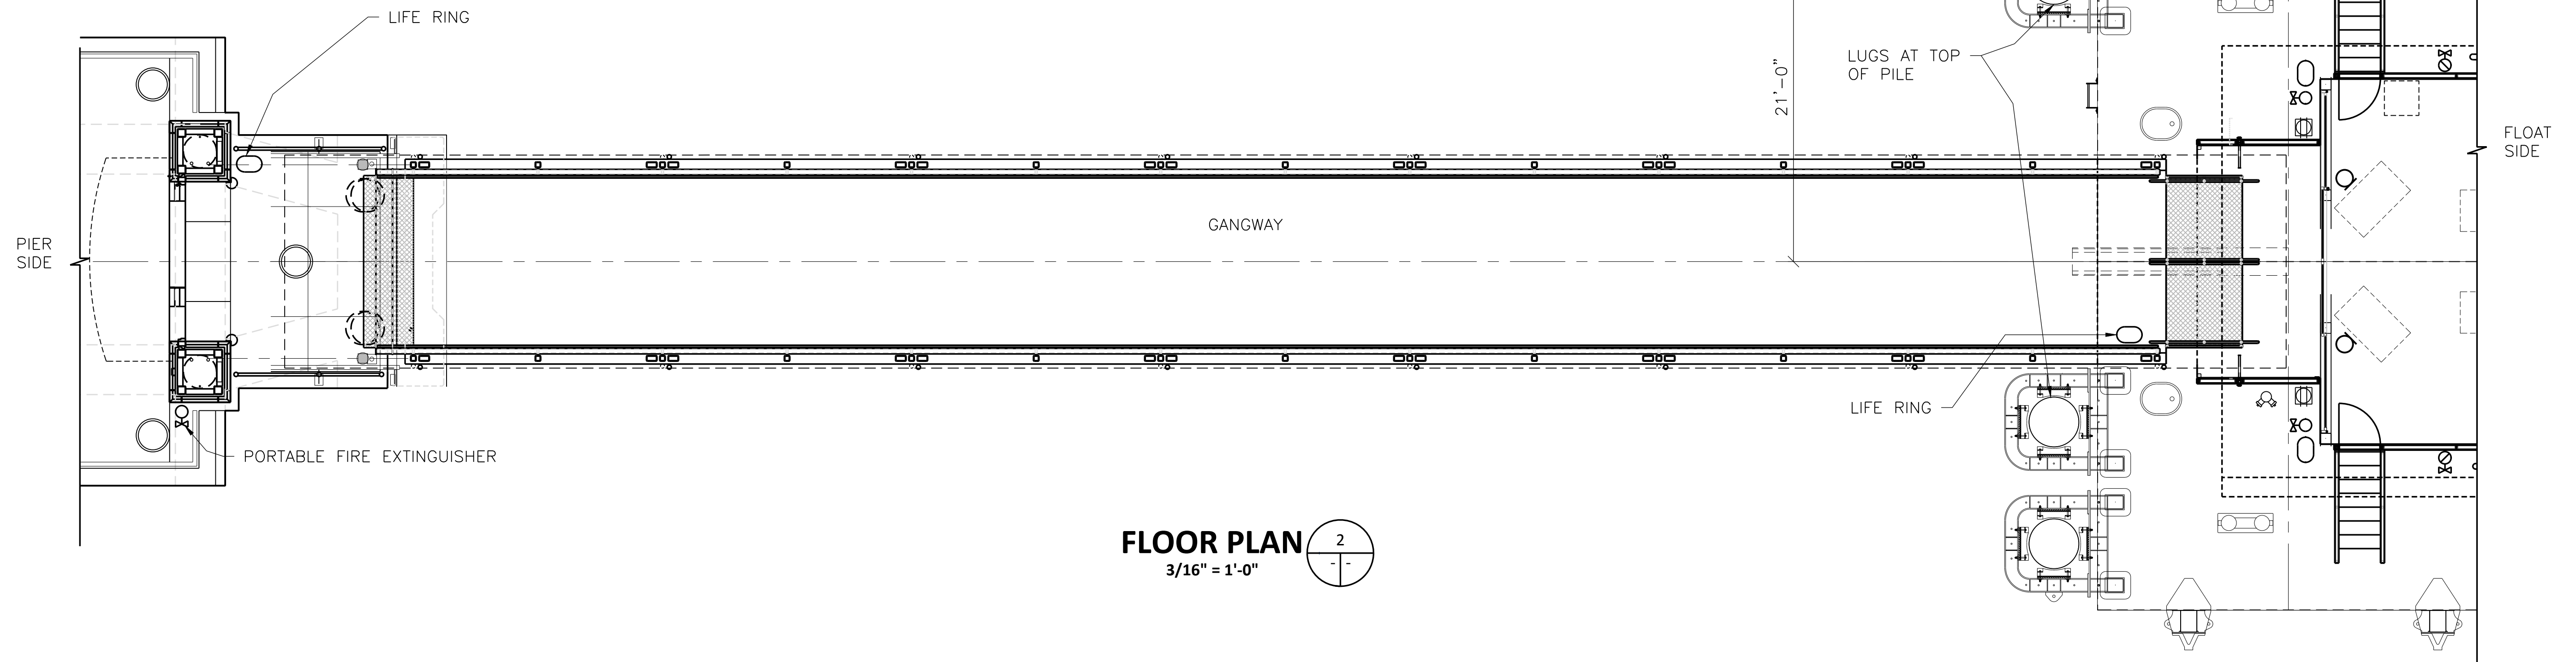 LIFE RING
LUGS AT TOP
OF PILE
21'-0"
FLOAT
SIDE
GANGWAY
PIER
SIDE
LIFE RING
PORTABLE FIRE EXTINGUISHER
FLOOR PLAN
3/16" = 1'-0"
2
- -